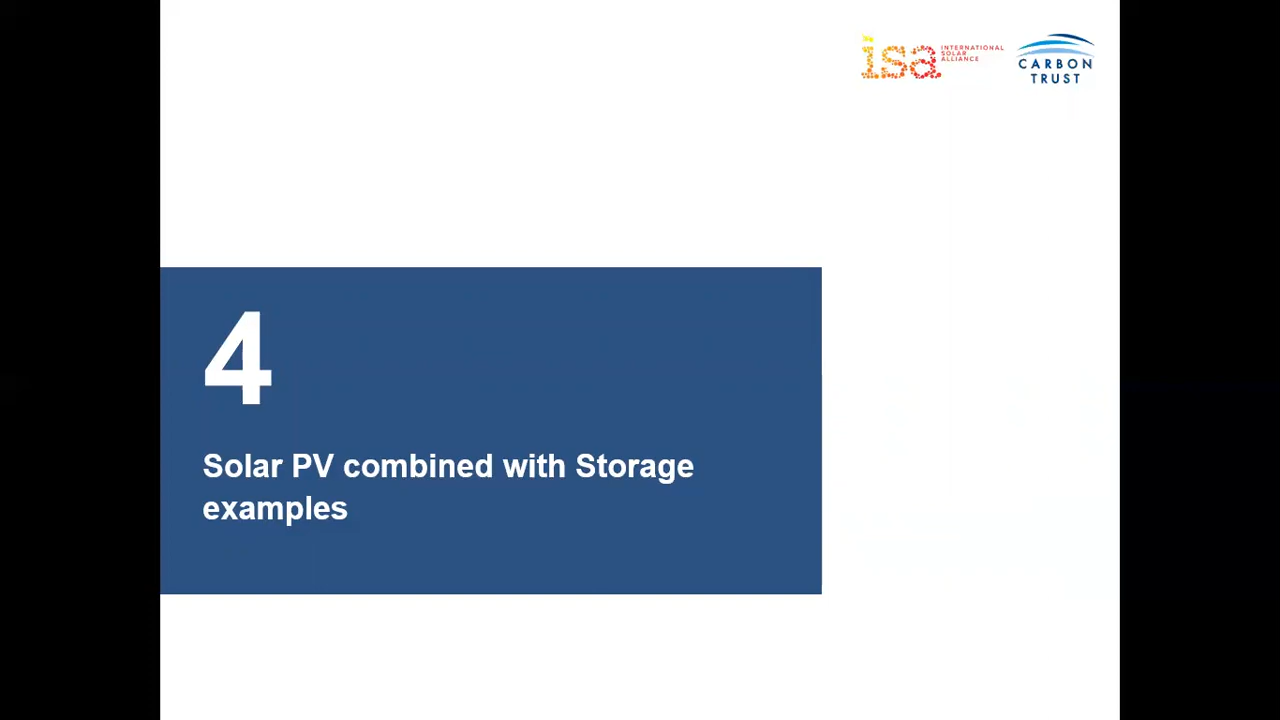 isa INTERNATIONAL
SOLAR
ALLIANCE
CARBON
TRUST
4
Solar PV combined with Storage
examples